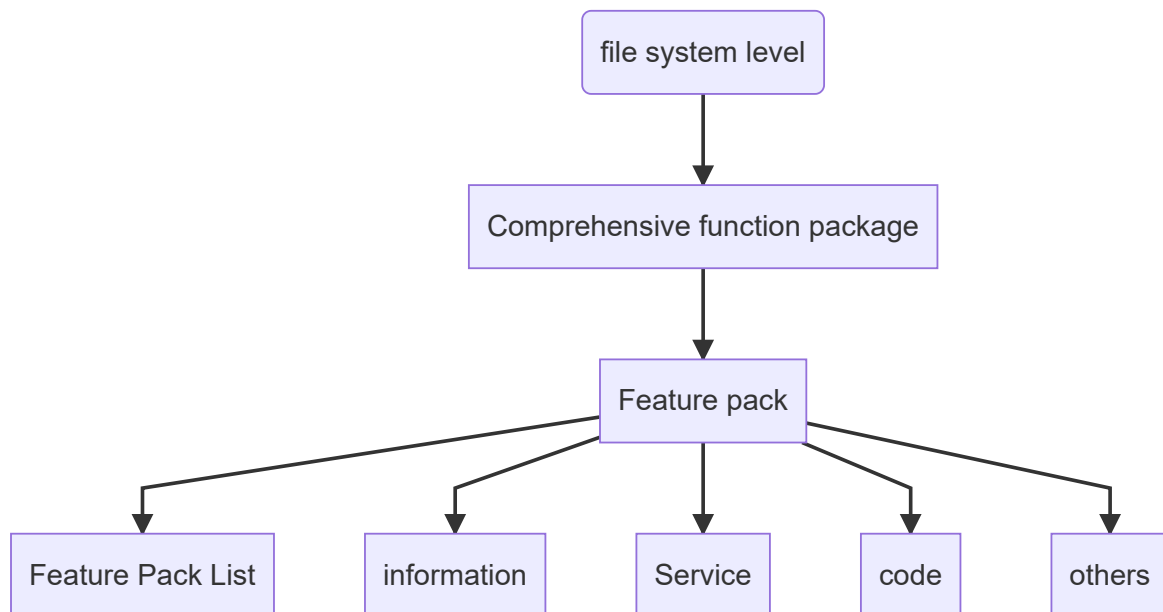 file system level
Comprehensive function package
Feature pack
Feature Pack List
information
Service
code
others